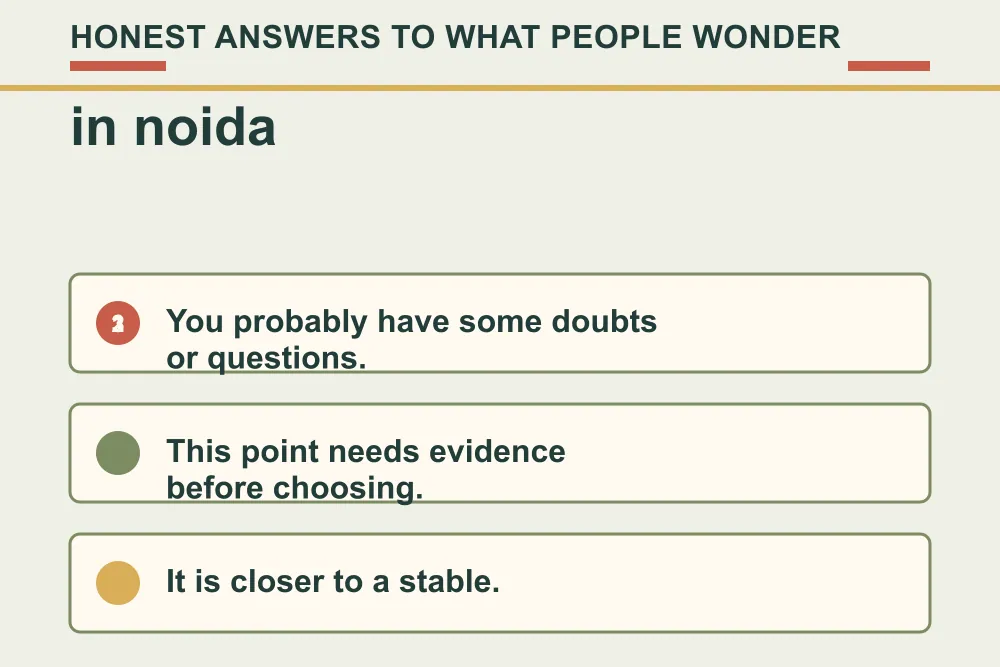 HONEST ANSWERS TO WHAT PEOPLE WONDER
in noida
You probably have some doubts
or questions.
This point needs evidence
before choosing.
It is closer to a stable.